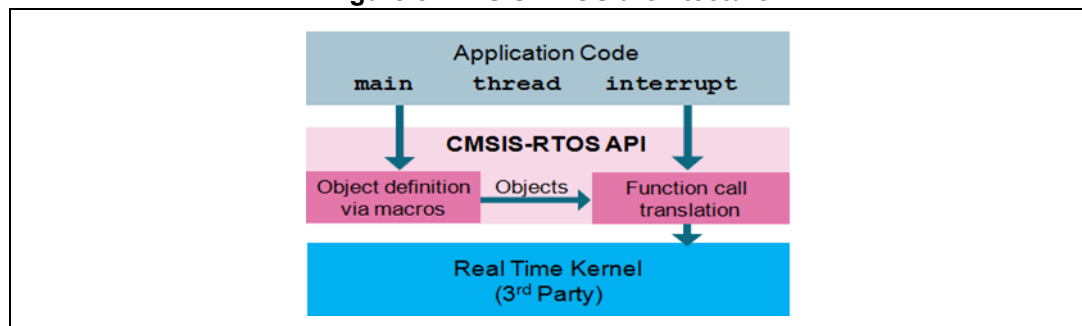 Application Code
main thread interrupt
CMSIS-RTOS API
Object definition
via macros
Objects
Function call
translation
Real Time Kernel
(3rd Party)